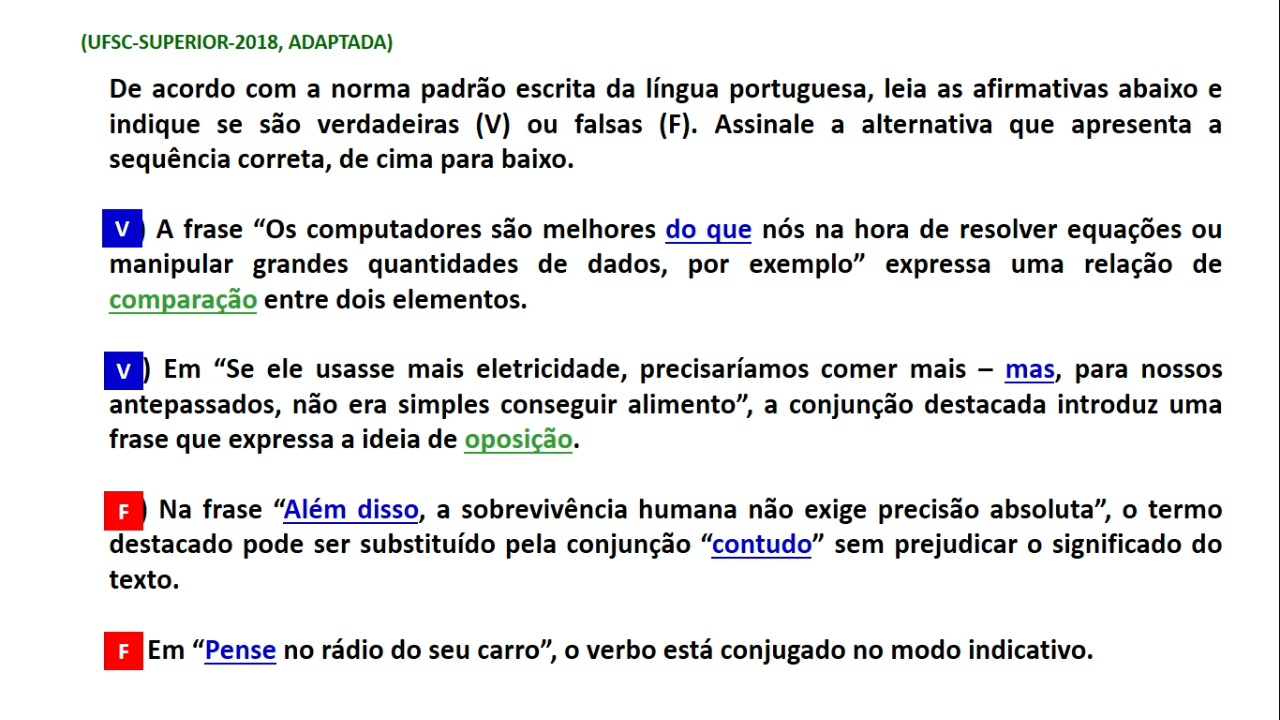 (UFSC-SUPERIOR-2018, ADAPTADA)
De acordo com a norma padrão escrita da língua portuguesa, leia as afirmativas abaixo e
indique se são verdadeiras (V) ou falsas (F). Assinale a alternativa que apresenta a
sequência correta, de cima para baixo.
V ) A frase “Os computadores são melhores do que nós na hora de resolver equações ou
manipular grandes quantidades de dados, por exemplo” expressa uma relação de
comparação entre dois elementos.
V ) Em “Se ele usasse mais eletricidade, precisaríamos comer mais – mas, para nossos
antepassados, não era simples conseguir alimento”, a conjunção destacada introduz uma
frase que expressa a ideia de oposição.
F ) Na frase “Além disso, a sobrevivência humana não exige precisão absoluta”, o termo
destacado pode ser substituído pela conjunção “contudo” sem prejudicar o significado do
texto.
F Em “Pense no rádio do seu carro”, o verbo está conjugado no modo indicativo.